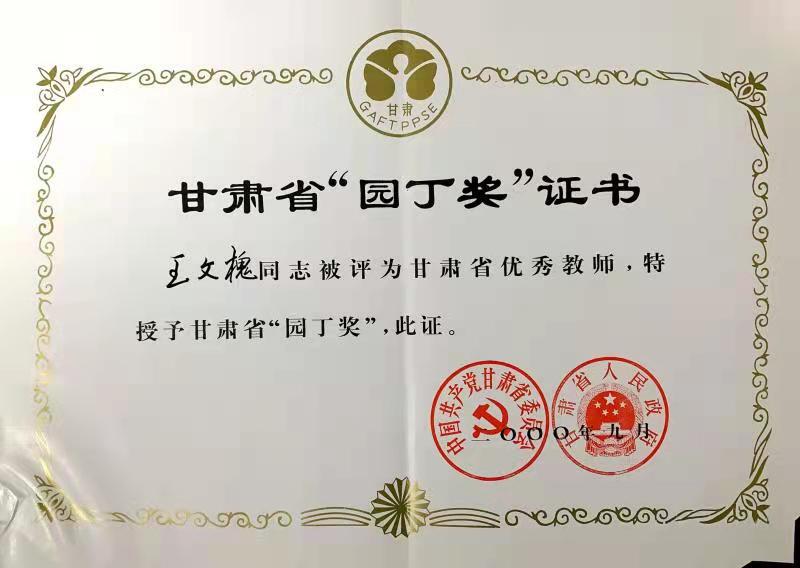 甘肃
GAFTPPSE
甘肃省“园丁奖”证书
王文槐同志被评为甘肃省优秀教师，特
授予甘肃省“园丁奖”，此证。
中国共产党甘肃省委员会
甘肃省人民政府
二〇〇〇年九月